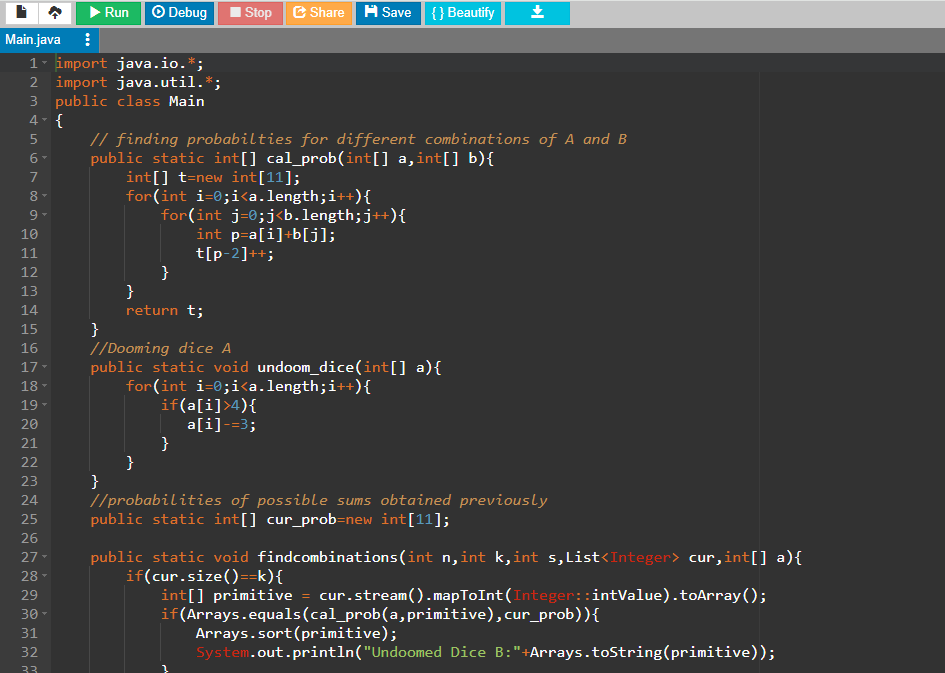 Run Debug Stop Share Save { } Beautify
Main.java
1 import java.io.*;
2 import java.util.*;
3 public class Main
4 {
5 // finding probabilties for different combinations of A and B
6 public static int[] cal_prob(int[] a,int[] b){
7 int[] t=new int[11];
8 for(int i=0;i<a.length;i++){
9 for(int j=0;j<b.length;j++){
10 int p=a[i]+b[j];
11 t[p-2]++;
12 }
13 }
14 return t;
15 }
16 //Dooming dice A
17 public static void undoom_dice(int[] a){
18 for(int i=0;i<a.length;i++){
19 if(a[i]>4){
20 a[i]-=3;
21 }
22 }
23 }
24 //probabilities of possible sums obtained previously
25 public static int[] cur_prob=new int[11];
26
27 public static void findcombinations(int n,int k,int s,List<Integer> cur,int[] a){
28 if(cur.size()==k){
29 int[] primitive = cur.stream().mapToInt(Integer::intValue).toArray();
30 if(Arrays.equals(cal_prob(a,primitive),cur_prob)){
31 Arrays.sort(primitive);
32 System.out.println("Undoomed Dice B:"+Arrays.toString(primitive));
33 }